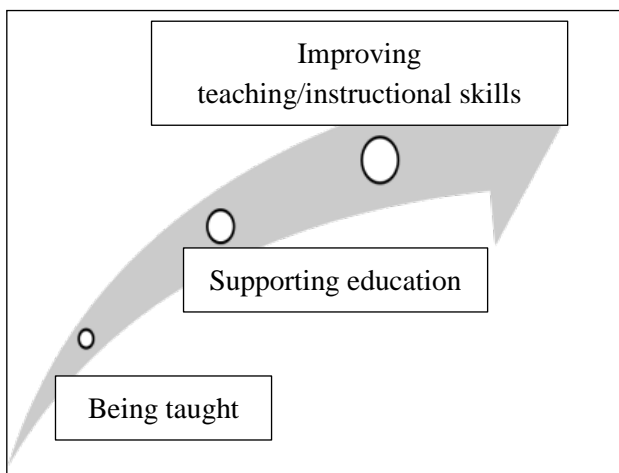 Improving
teaching/instructional skills
Supporting education
Being taught